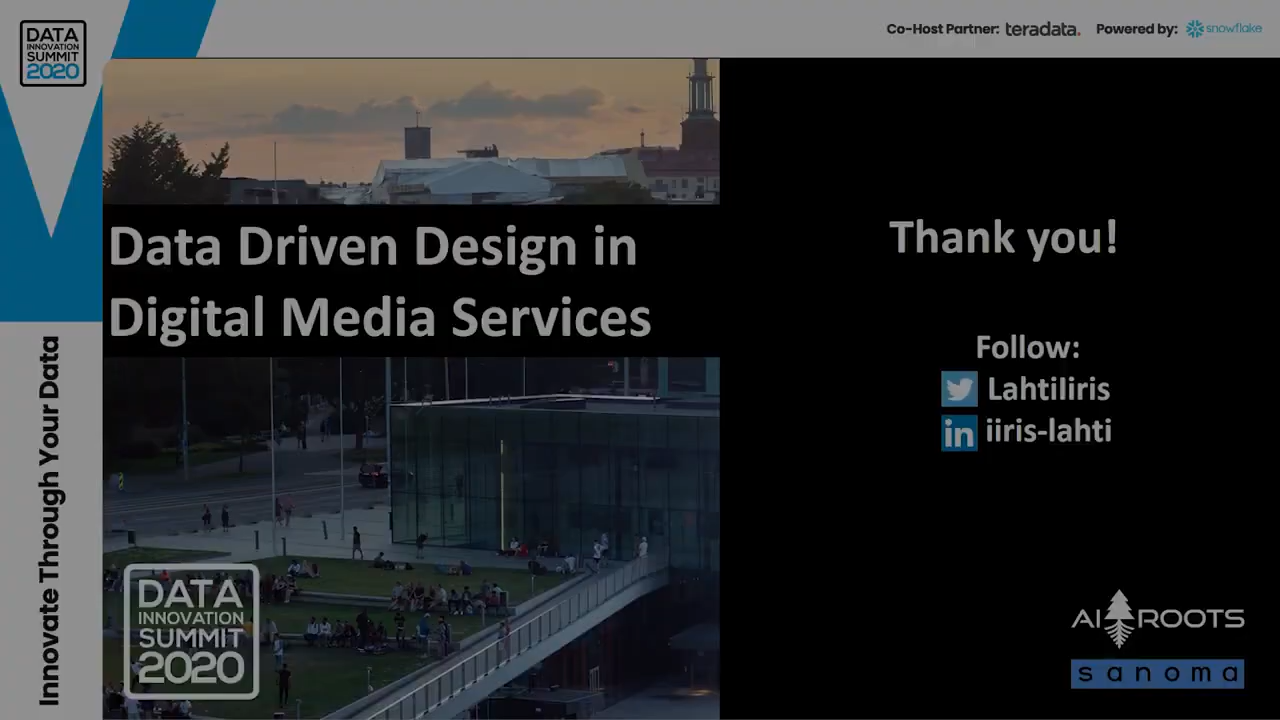 DATA
INNOVATION
SUMMIT
2020
Co-Host Partner: teradata.
Powered by: snowflake
Innovate Through Your Data
Data Driven Design in
Digital Media Services
DATA
INNOVATION
SUMMIT
2020
Thank you!
Follow:
LahtiIiris
iiris-lahti
AI ROOTS
sanoma